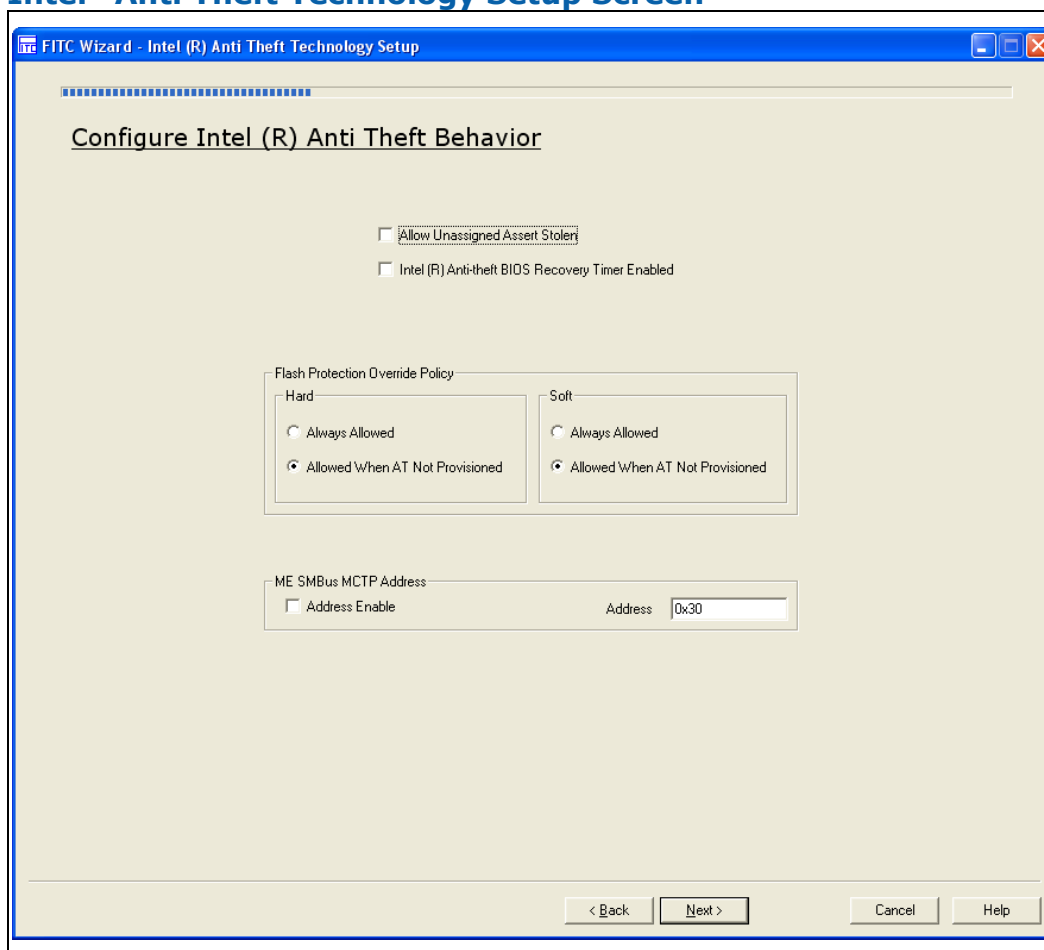 Intel® Anti Theft Technology Setup Screen
FITC Wizard - Intel (R) Anti Theft Technology Setup
Configure Intel (R) Anti Theft Behavior
Allow Unassigned Assert Stolen
Intel (R) Anti-theft BIOS Recovery Timer Enabled
Flash Protection Override Policy
Hard
Soft
Always Allowed
Always Allowed
Allowed When AT Not Provisioned
Allowed When AT Not Provisioned
ME SMBus MCTP Address
Address Enable
Address
0x30
< Back
Next >
Cancel
Help